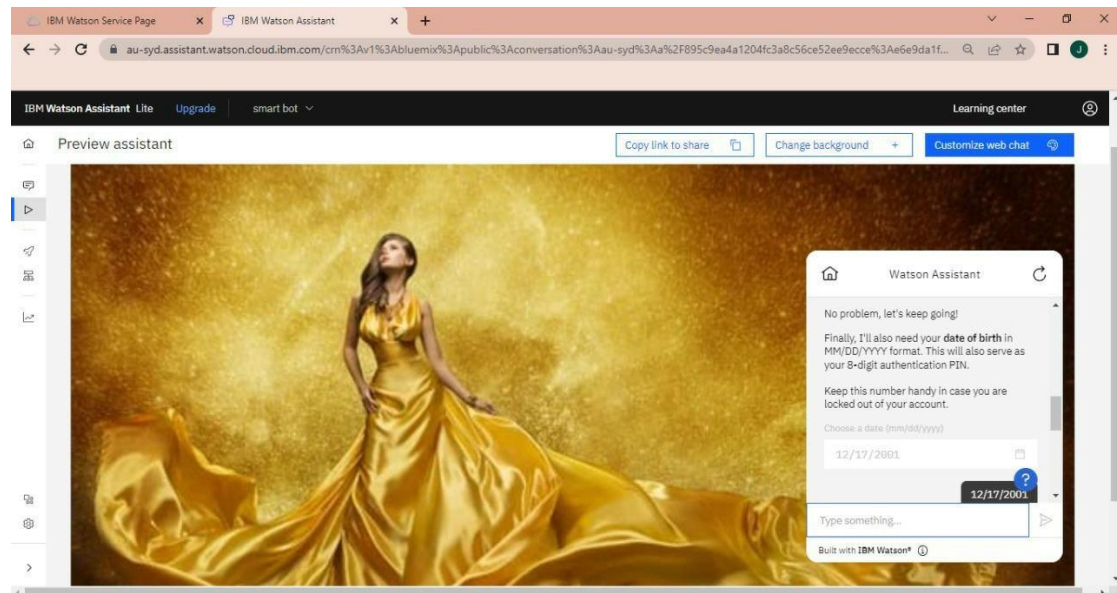 IBM Watson Service Page
IBM Watson Assistant
au-syd.assistant.watson.cloud.ibm.com/crn%3Av1%3Abluemix%3Apublic%3Aconversation%3Aau-syd%3Aa%2F895c9ea4a1204fc3a8c56ce52ee9ecce%3Ae6e9da1f...
J
IBM Watson Assistant Lite Upgrade smart bot Learning center
Preview assistant Copy link to share Change background + Customize web chat
Watson Assistant
No problem, let's keep going!
Finally, I'll also need your date of birth in
MM/DD/YYYY format. This will also serve as
your 8-digit authentication PIN.
Keep this number handy in case you are
locked out of your account.
Choose a date (mm/dd/yyyy)
12/17/2001
?
12/17/2001
Type something...
Built with IBM Watson®